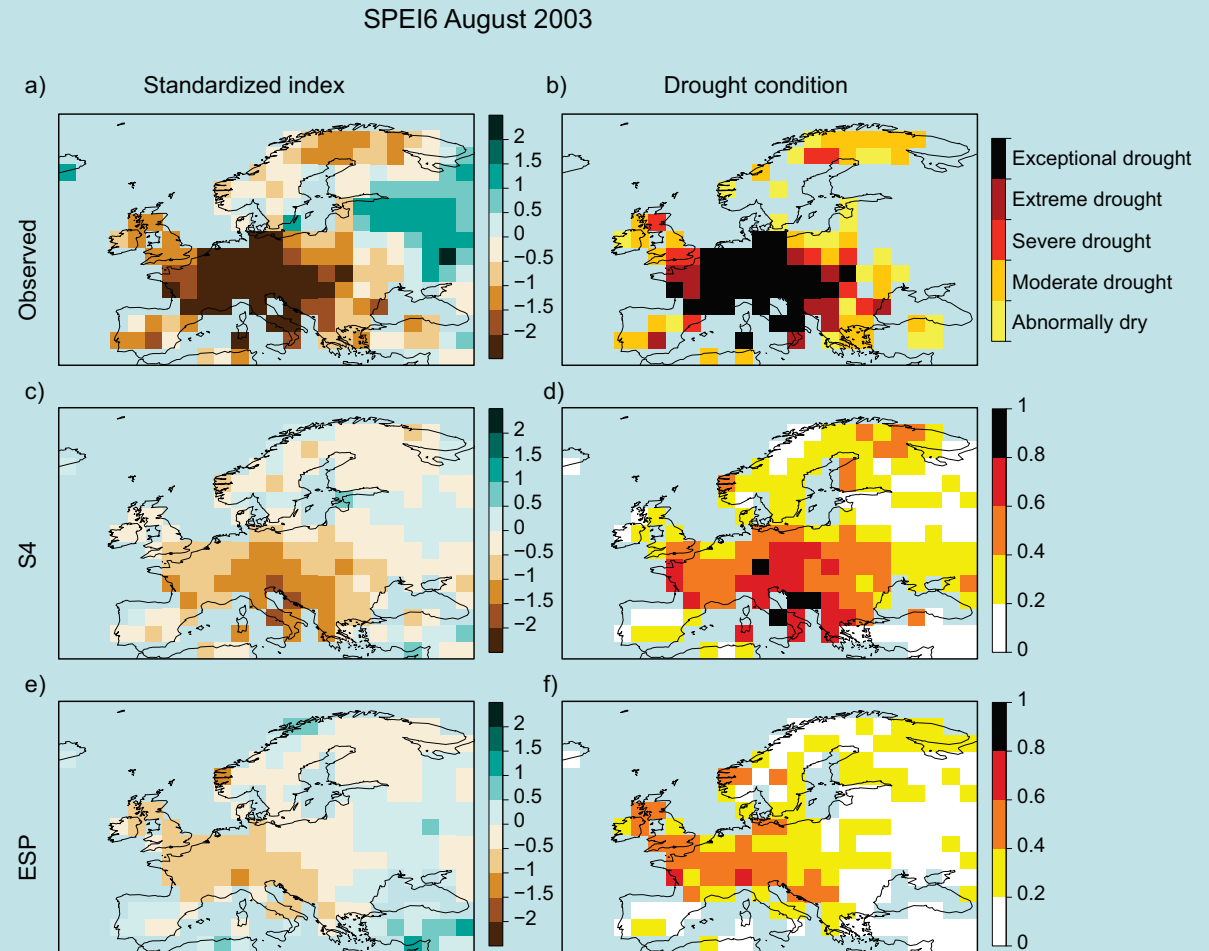 SPEI6 August 2003
a) Standardized index
b) Drought condition
Observed
2
1.5
1
0.5
0
−0.5
−1
−1.5
−2
Exceptional drought
Extreme drought
Severe drought
Moderate drought
Abnormally dry
c)
d)
S4
2
1.5
1
0.5
0
−0.5
−1
−1.5
−2
1
0.8
0.6
0.4
0.2
0
e)
f)
ESP
2
1.5
1
0.5
0
−0.5
−1
−1.5
−2
1
0.8
0.6
0.4
0.2
0